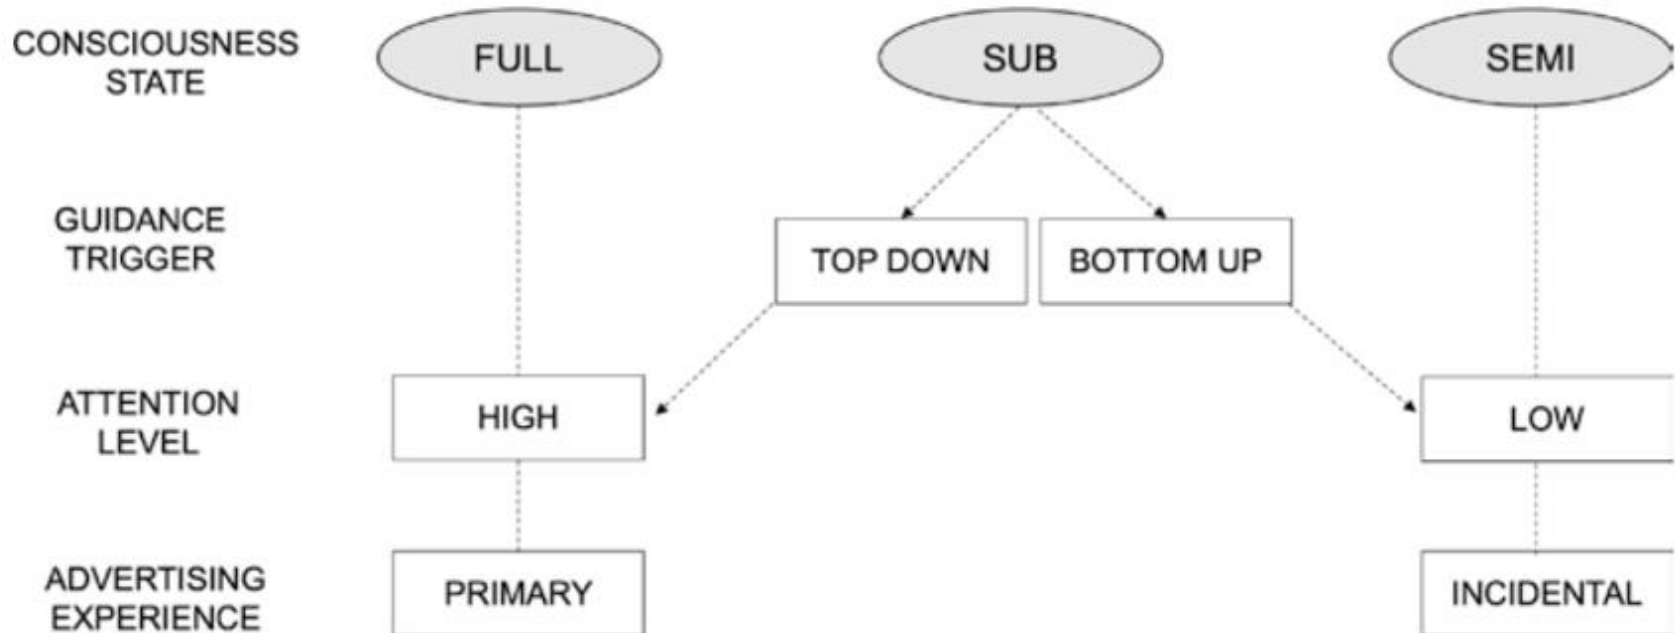 CONSCIOUSNESS
STATE
FULL
SUB
SEMI
GUIDANCE
TRIGGER
TOP DOWN
BOTTOM UP
ATTENTION
LEVEL
HIGH
LOW
ADVERTISING
EXPERIENCE
PRIMARY
INCIDENTAL